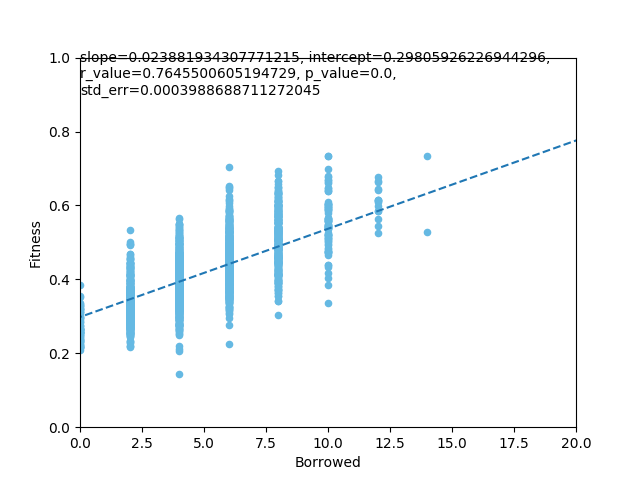 slope=0.023881934307771215, intercept=0.29805926226944296,
r_value=0.7645500605194729, p_value=0.0,
std_err=0.0003988688711272045
1.0
0.8
0.6
0.4
0.2
0.0
Fitness
0.0 2.5 5.0 7.5 10.0 12.5 15.0 17.5 20.0
Borrowed